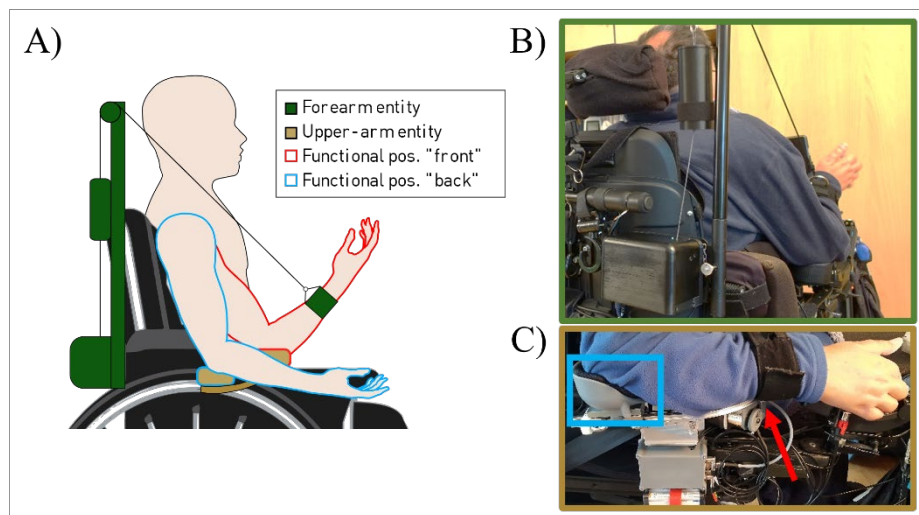 A)
Forearm entity
Upper-arm entity
Functional pos. "front"
Functional pos. "back"
B)
C)